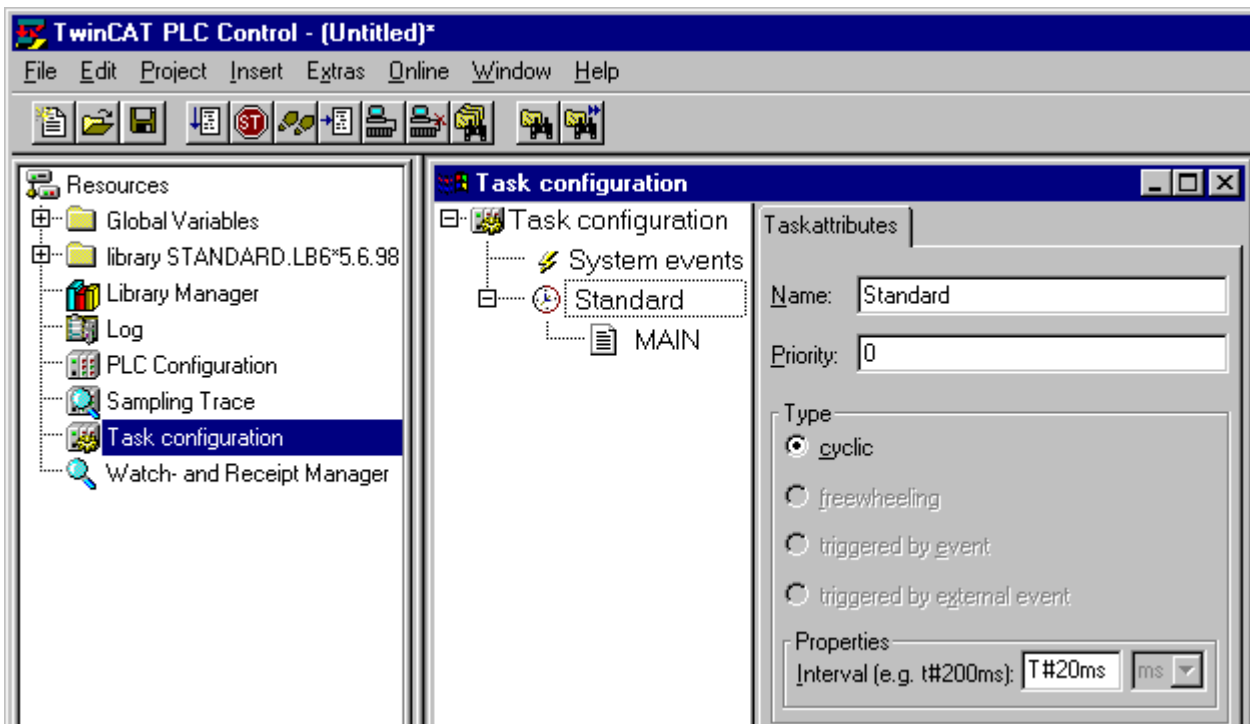 TwinCAT PLC Control - (Untitled)*
File Edit Project Insert Extras Online Window Help
ST
Resources
Global Variables
library STANDARD.LB6*5.6.98
Library Manager
Log
PLC Configuration
Sampling Trace
Task configuration
Watch- and Receipt Manager
Task configuration
Task configuration
System events
Standard
MAIN
Taskattributes
Name: Standard
Priority: 0
Type
cyclic
freewheeling
triggered by event
triggered by external event
Properties
Interval (e.g. t#200ms): T#20ms ms